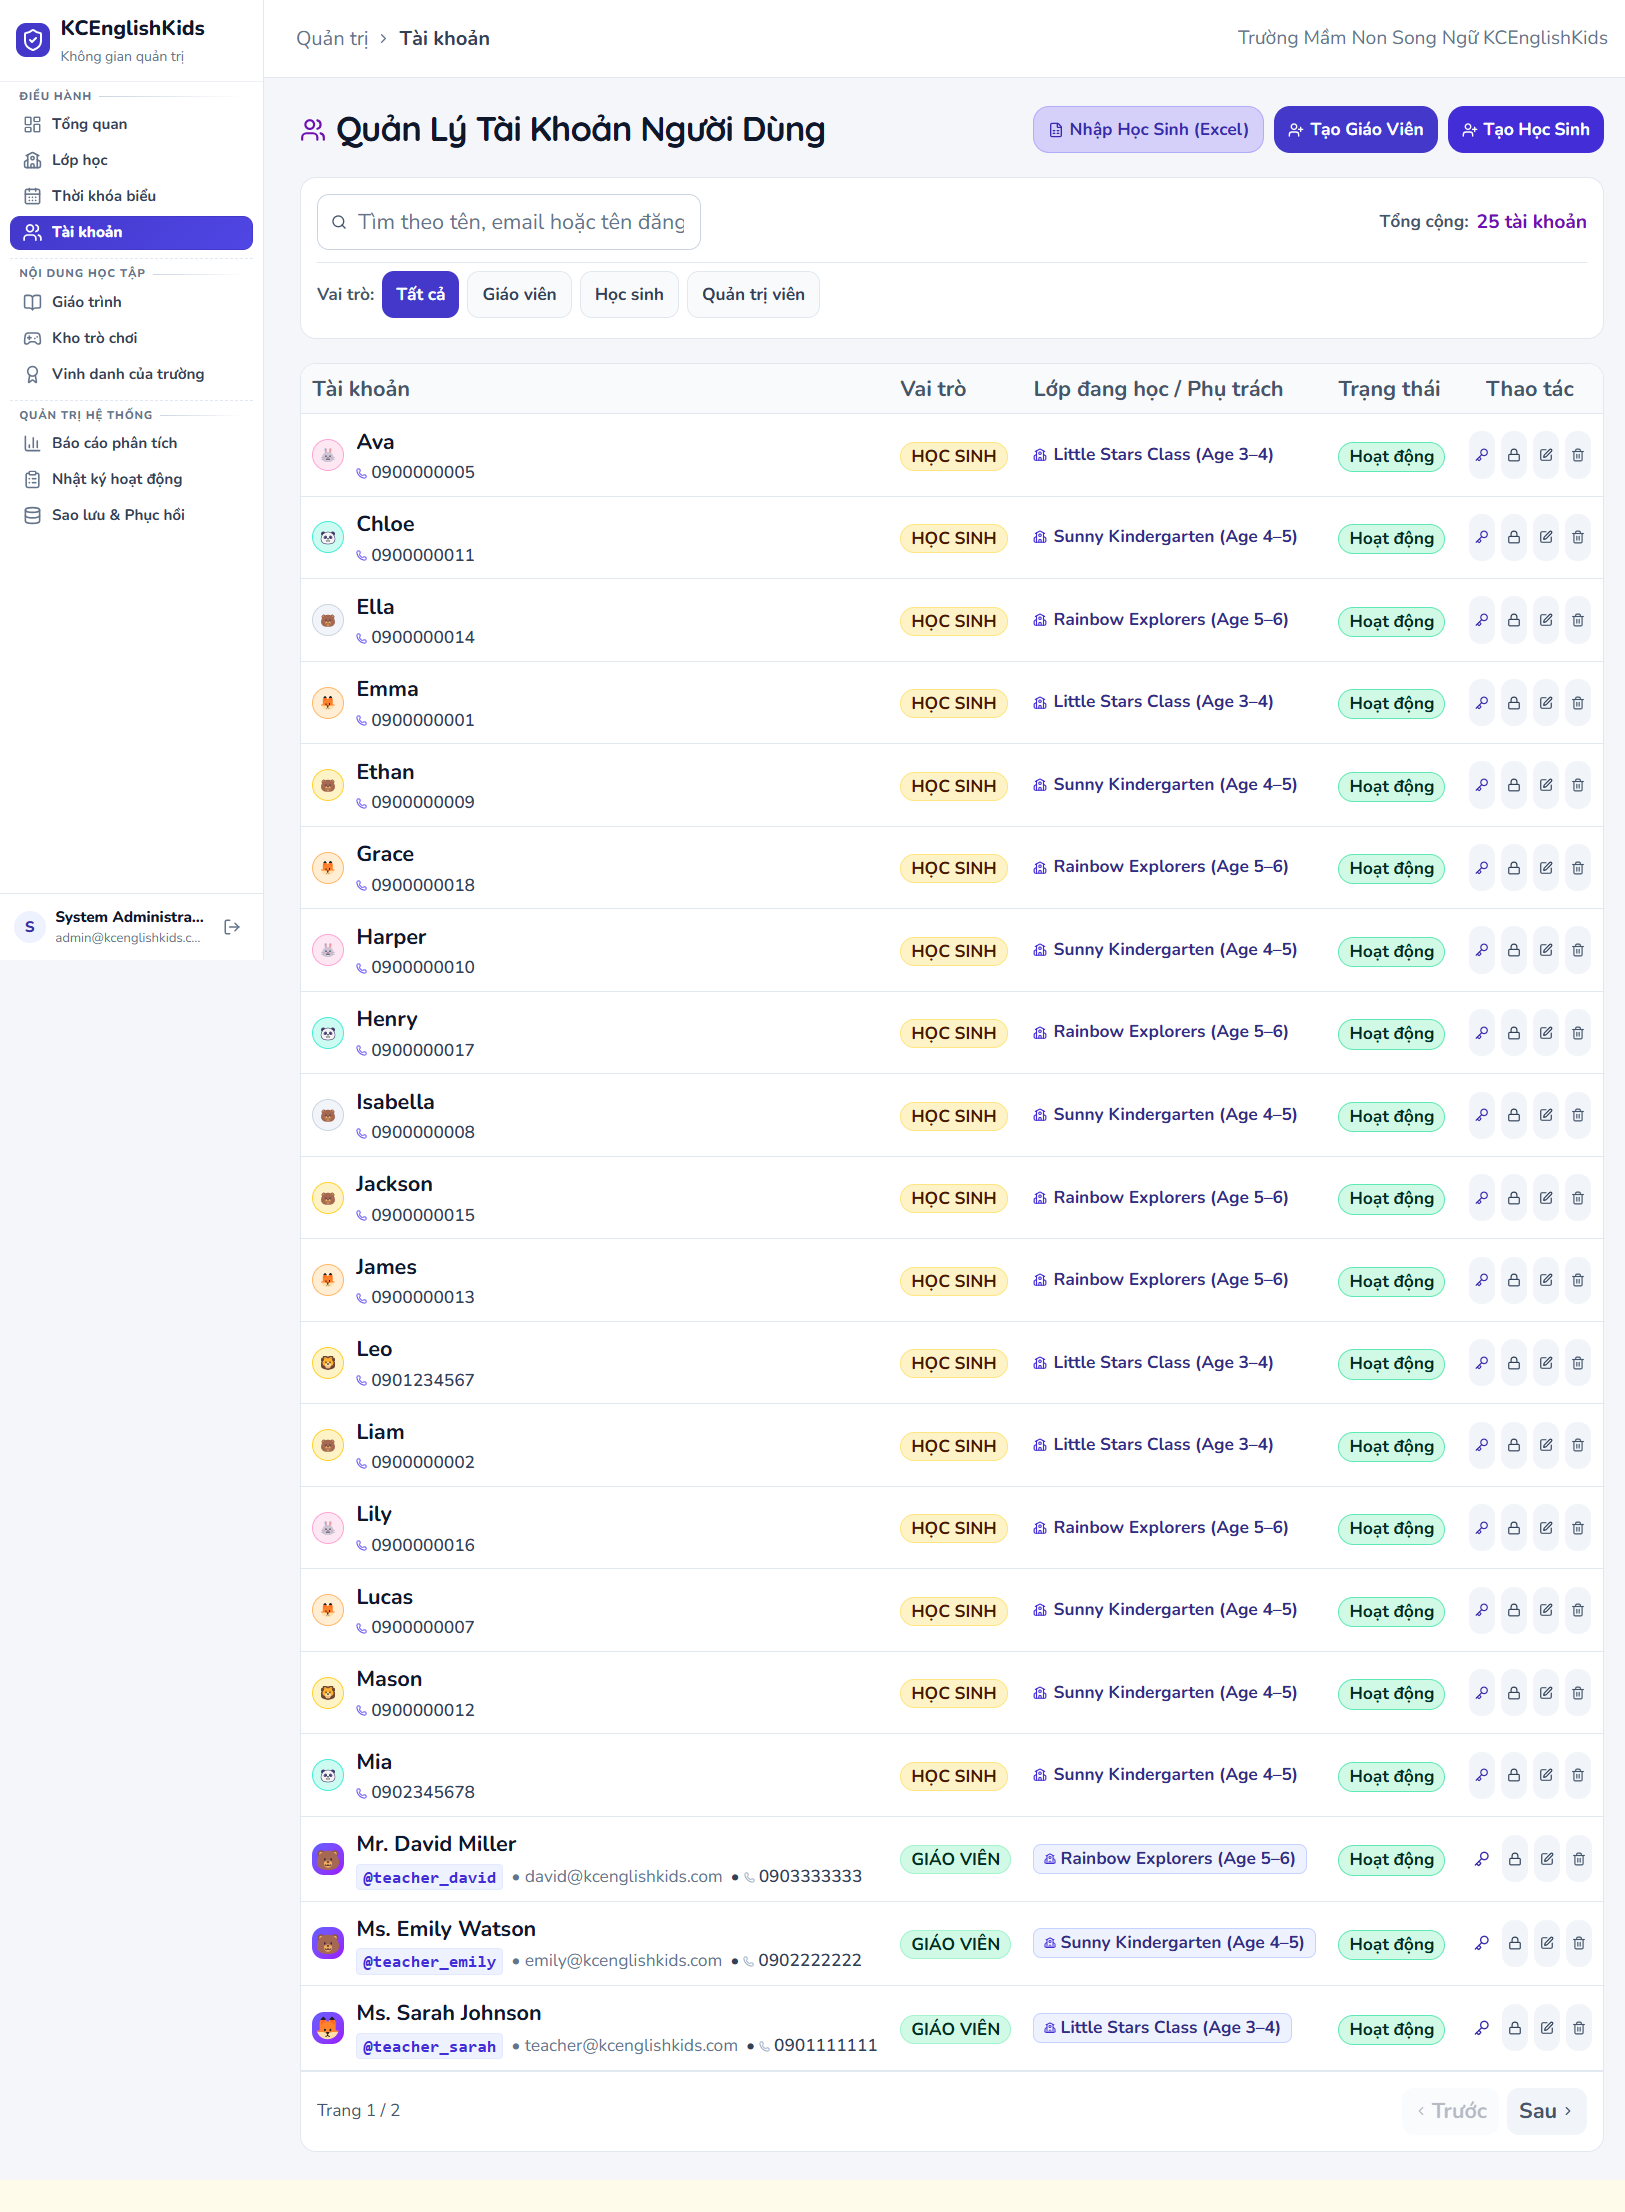 KCEnglishKids
Không gian quản trị
ĐIỀU HÀNH
Tổng quan
Lớp học
Thời khóa biểu
Tài khoản
NỘI DUNG HỌC TẬP
Giáo trình
Kho trò chơi
Vinh danh của trường
QUẢN TRỊ HỆ THỐNG
Báo cáo phân tích
Nhật ký hoạt động
Sao lưu & Phục hồi
S
System Administra...
admin@kcenglishkids.c...
Quản trị > Tài khoản
Trường Mầm Non Song Ngữ KCEnglishKids
Quản Lý Tài Khoản Người Dùng
Nhập Học Sinh (Excel)
Tạo Giáo Viên
Tạo Học Sinh
Tìm theo tên, email hoặc tên đăng
Tổng cộng: 25 tài khoản
Vai trò: Tất cả Giáo viên Học sinh Quản trị viên
Tài khoản Vai trò Lớp đang học / Phụ trách Trạng thái Thao tác
Ava
0900000005
HỌC SINH Little Stars Class (Age 3–4) Hoạt động
Chloe
0900000011
HỌC SINH Sunny Kindergarten (Age 4–5) Hoạt động
Ella
0900000014
HỌC SINH Rainbow Explorers (Age 5–6) Hoạt động
Emma
0900000001
HỌC SINH Little Stars Class (Age 3–4) Hoạt động
Ethan
0900000009
HỌC SINH Sunny Kindergarten (Age 4–5) Hoạt động
Grace
0900000018
HỌC SINH Rainbow Explorers (Age 5–6) Hoạt động
Harper
0900000010
HỌC SINH Sunny Kindergarten (Age 4–5) Hoạt động
Henry
0900000017
HỌC SINH Rainbow Explorers (Age 5–6) Hoạt động
Isabella
0900000008
HỌC SINH Sunny Kindergarten (Age 4–5) Hoạt động
Jackson
0900000015
HỌC SINH Rainbow Explorers (Age 5–6) Hoạt động
James
0900000013
HỌC SINH Rainbow Explorers (Age 5–6) Hoạt động
Leo
0901234567
HỌC SINH Little Stars Class (Age 3–4) Hoạt động
Liam
0900000002
HỌC SINH Little Stars Class (Age 3–4) Hoạt động
Lily
0900000016
HỌC SINH Rainbow Explorers (Age 5–6) Hoạt động
Lucas
0900000007
HỌC SINH Sunny Kindergarten (Age 4–5) Hoạt động
Mason
0900000012
HỌC SINH Sunny Kindergarten (Age 4–5) Hoạt động
Mia
0902345678
HỌC SINH Sunny Kindergarten (Age 4–5) Hoạt động
Mr. David Miller
@teacher_david • david@kcenglishkids.com • 0903333333
GIÁO VIÊN Rainbow Explorers (Age 5–6) Hoạt động
Ms. Emily Watson
@teacher_emily • emily@kcenglishkids.com • 0902222222
GIÁO VIÊN Sunny Kindergarten (Age 4–5) Hoạt động
Ms. Sarah Johnson
@teacher_sarah • teacher@kcenglishkids.com • 0901111111
GIÁO VIÊN Little Stars Class (Age 3–4) Hoạt động
Trang 1 / 2
‹ Trước Sau ›